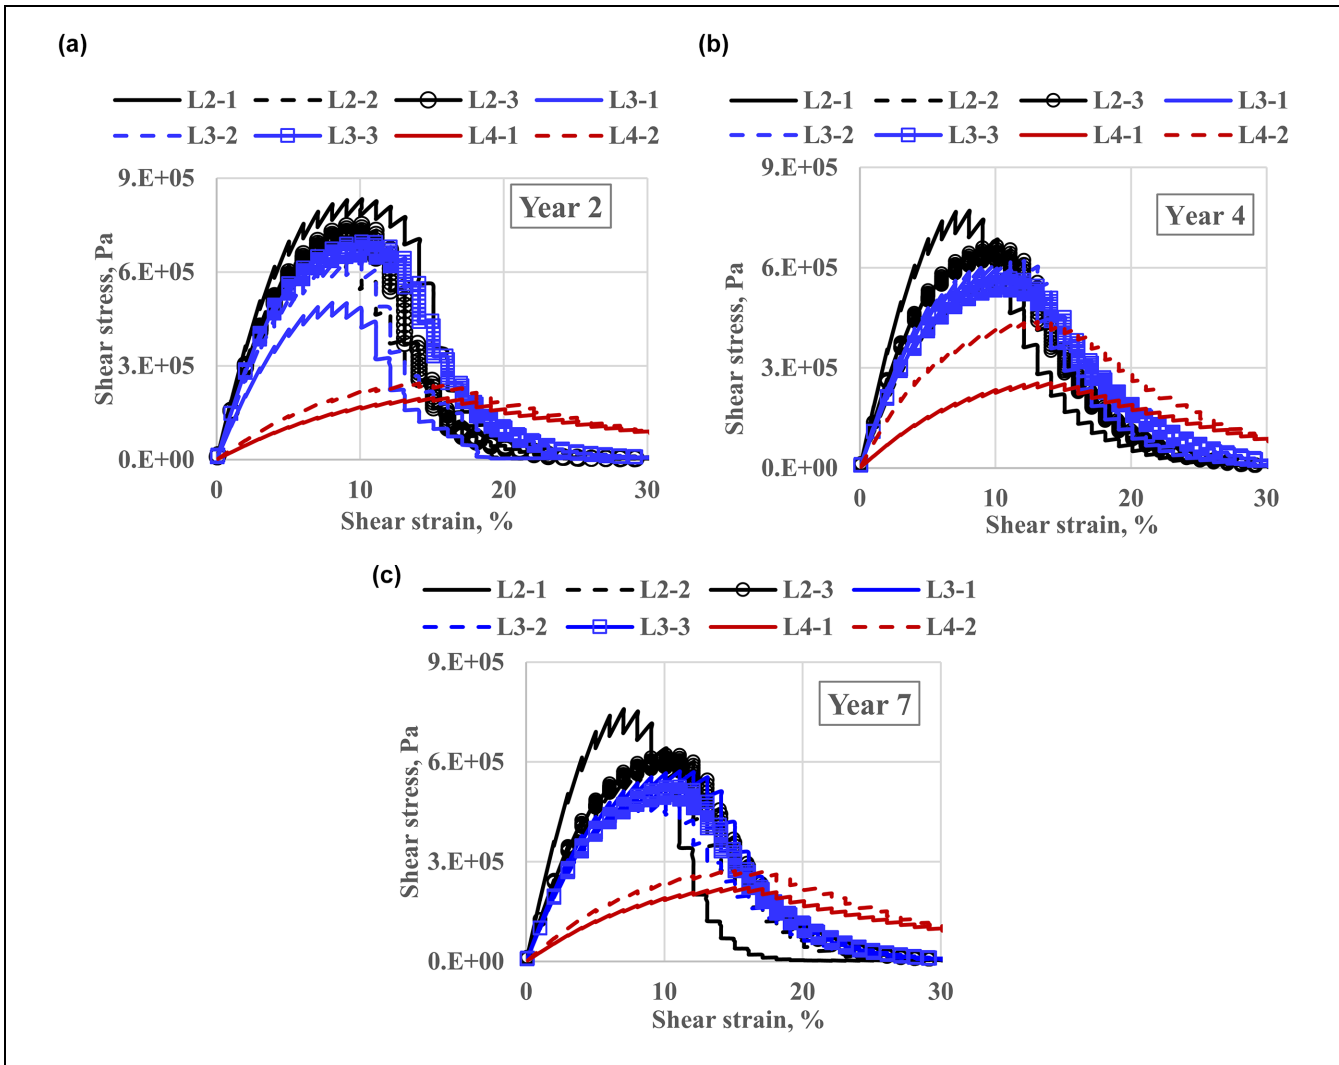 (a)
L2-1 L2-2 L2-3 L3-1
L3-2 L3-3 L4-1 L4-2
9.E+05
6.E+05
3.E+05
0.E+00
Shear stress, Pa
Year 2
0 10 20 30
Shear strain, %
(b)
L2-1 L2-2 L2-3 L3-1
L3-2 L3-3 L4-1 L4-2
9.E+05
6.E+05
3.E+05
0.E+00
Shear stress, Pa
Year 4
0 10 20 30
Shear strain, %
(c)
L2-1 L2-2 L2-3 L3-1
L3-2 L3-3 L4-1 L4-2
9.E+05
6.E+05
3.E+05
0.E+00
Shear stress, Pa
Year 7
0 10 20 30
Shear strain, %